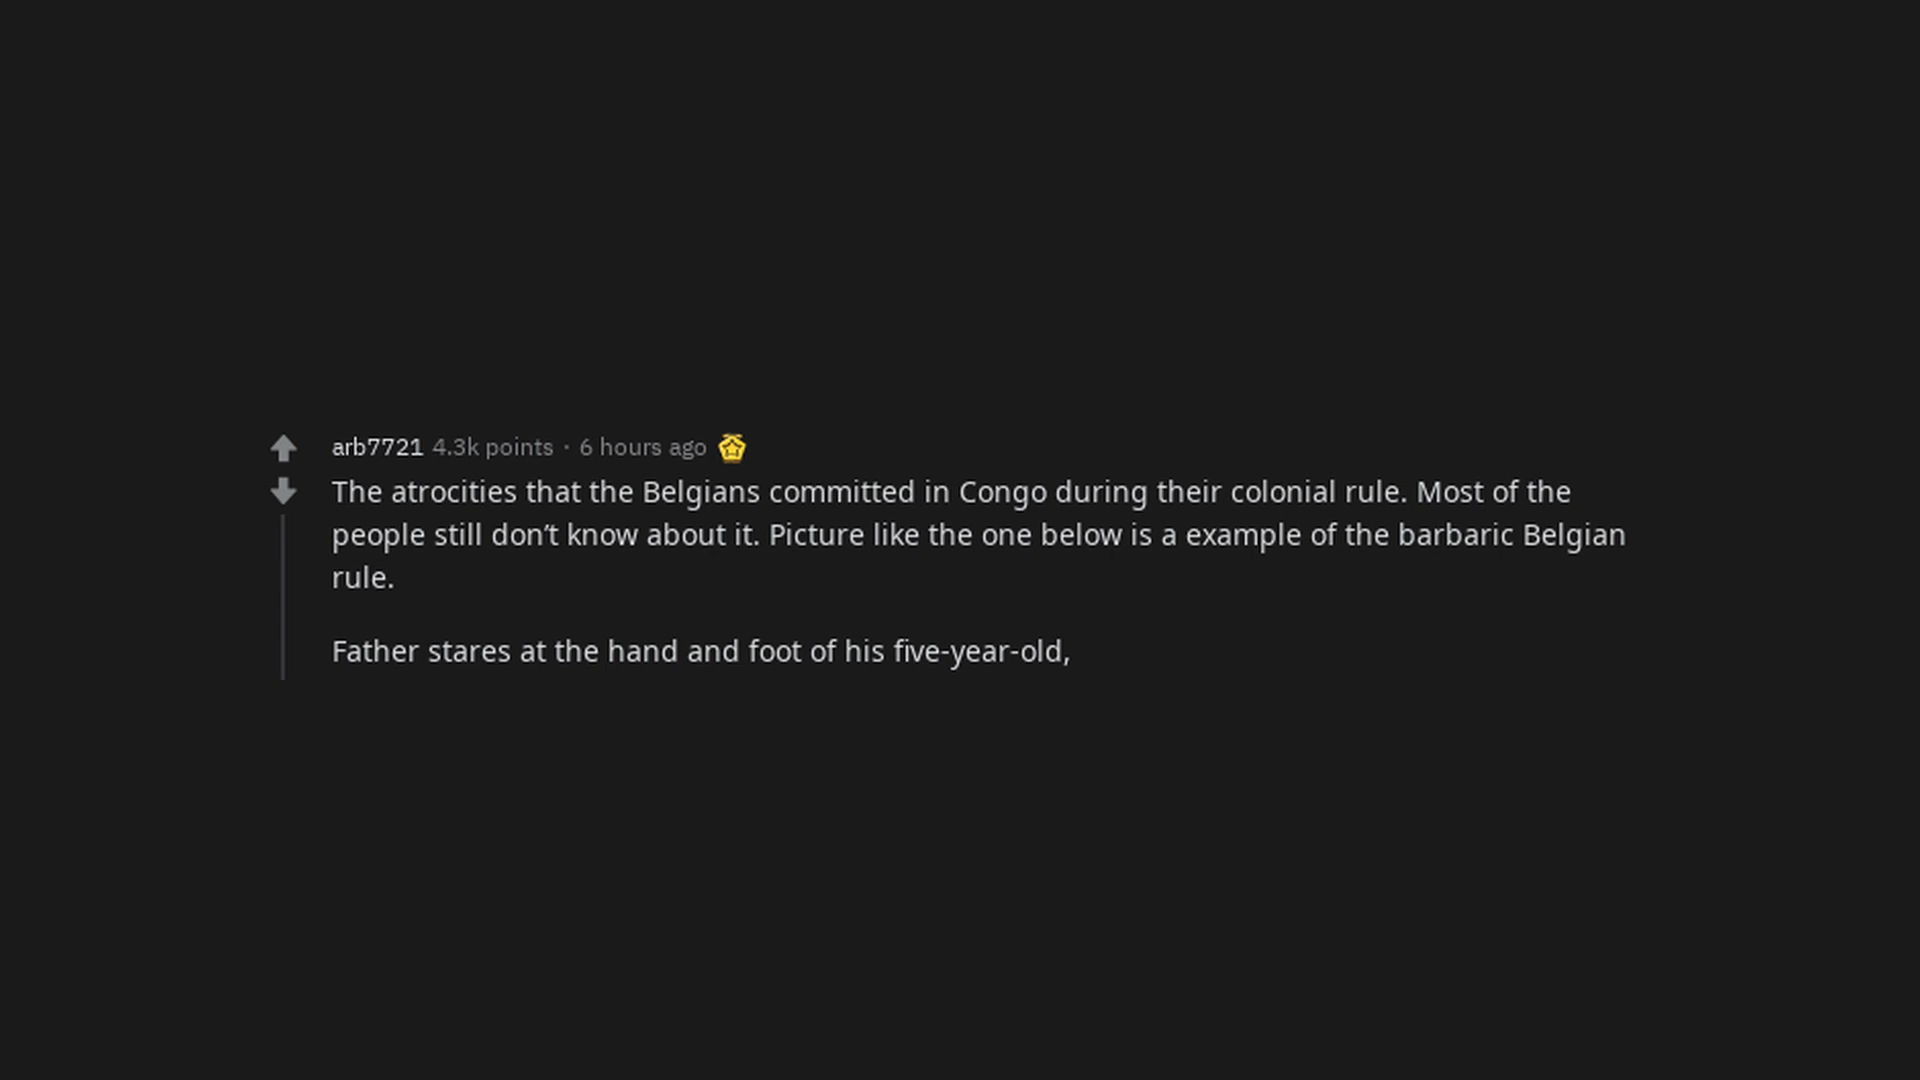 arb7721 4.3k points · 6 hours ago
The atrocities that the Belgians committed in Congo during their colonial rule. Most of the
people still don’t know about it. Picture like the one below is a example of the barbaric Belgian
rule.
Father stares at the hand and foot of his five-year-old,